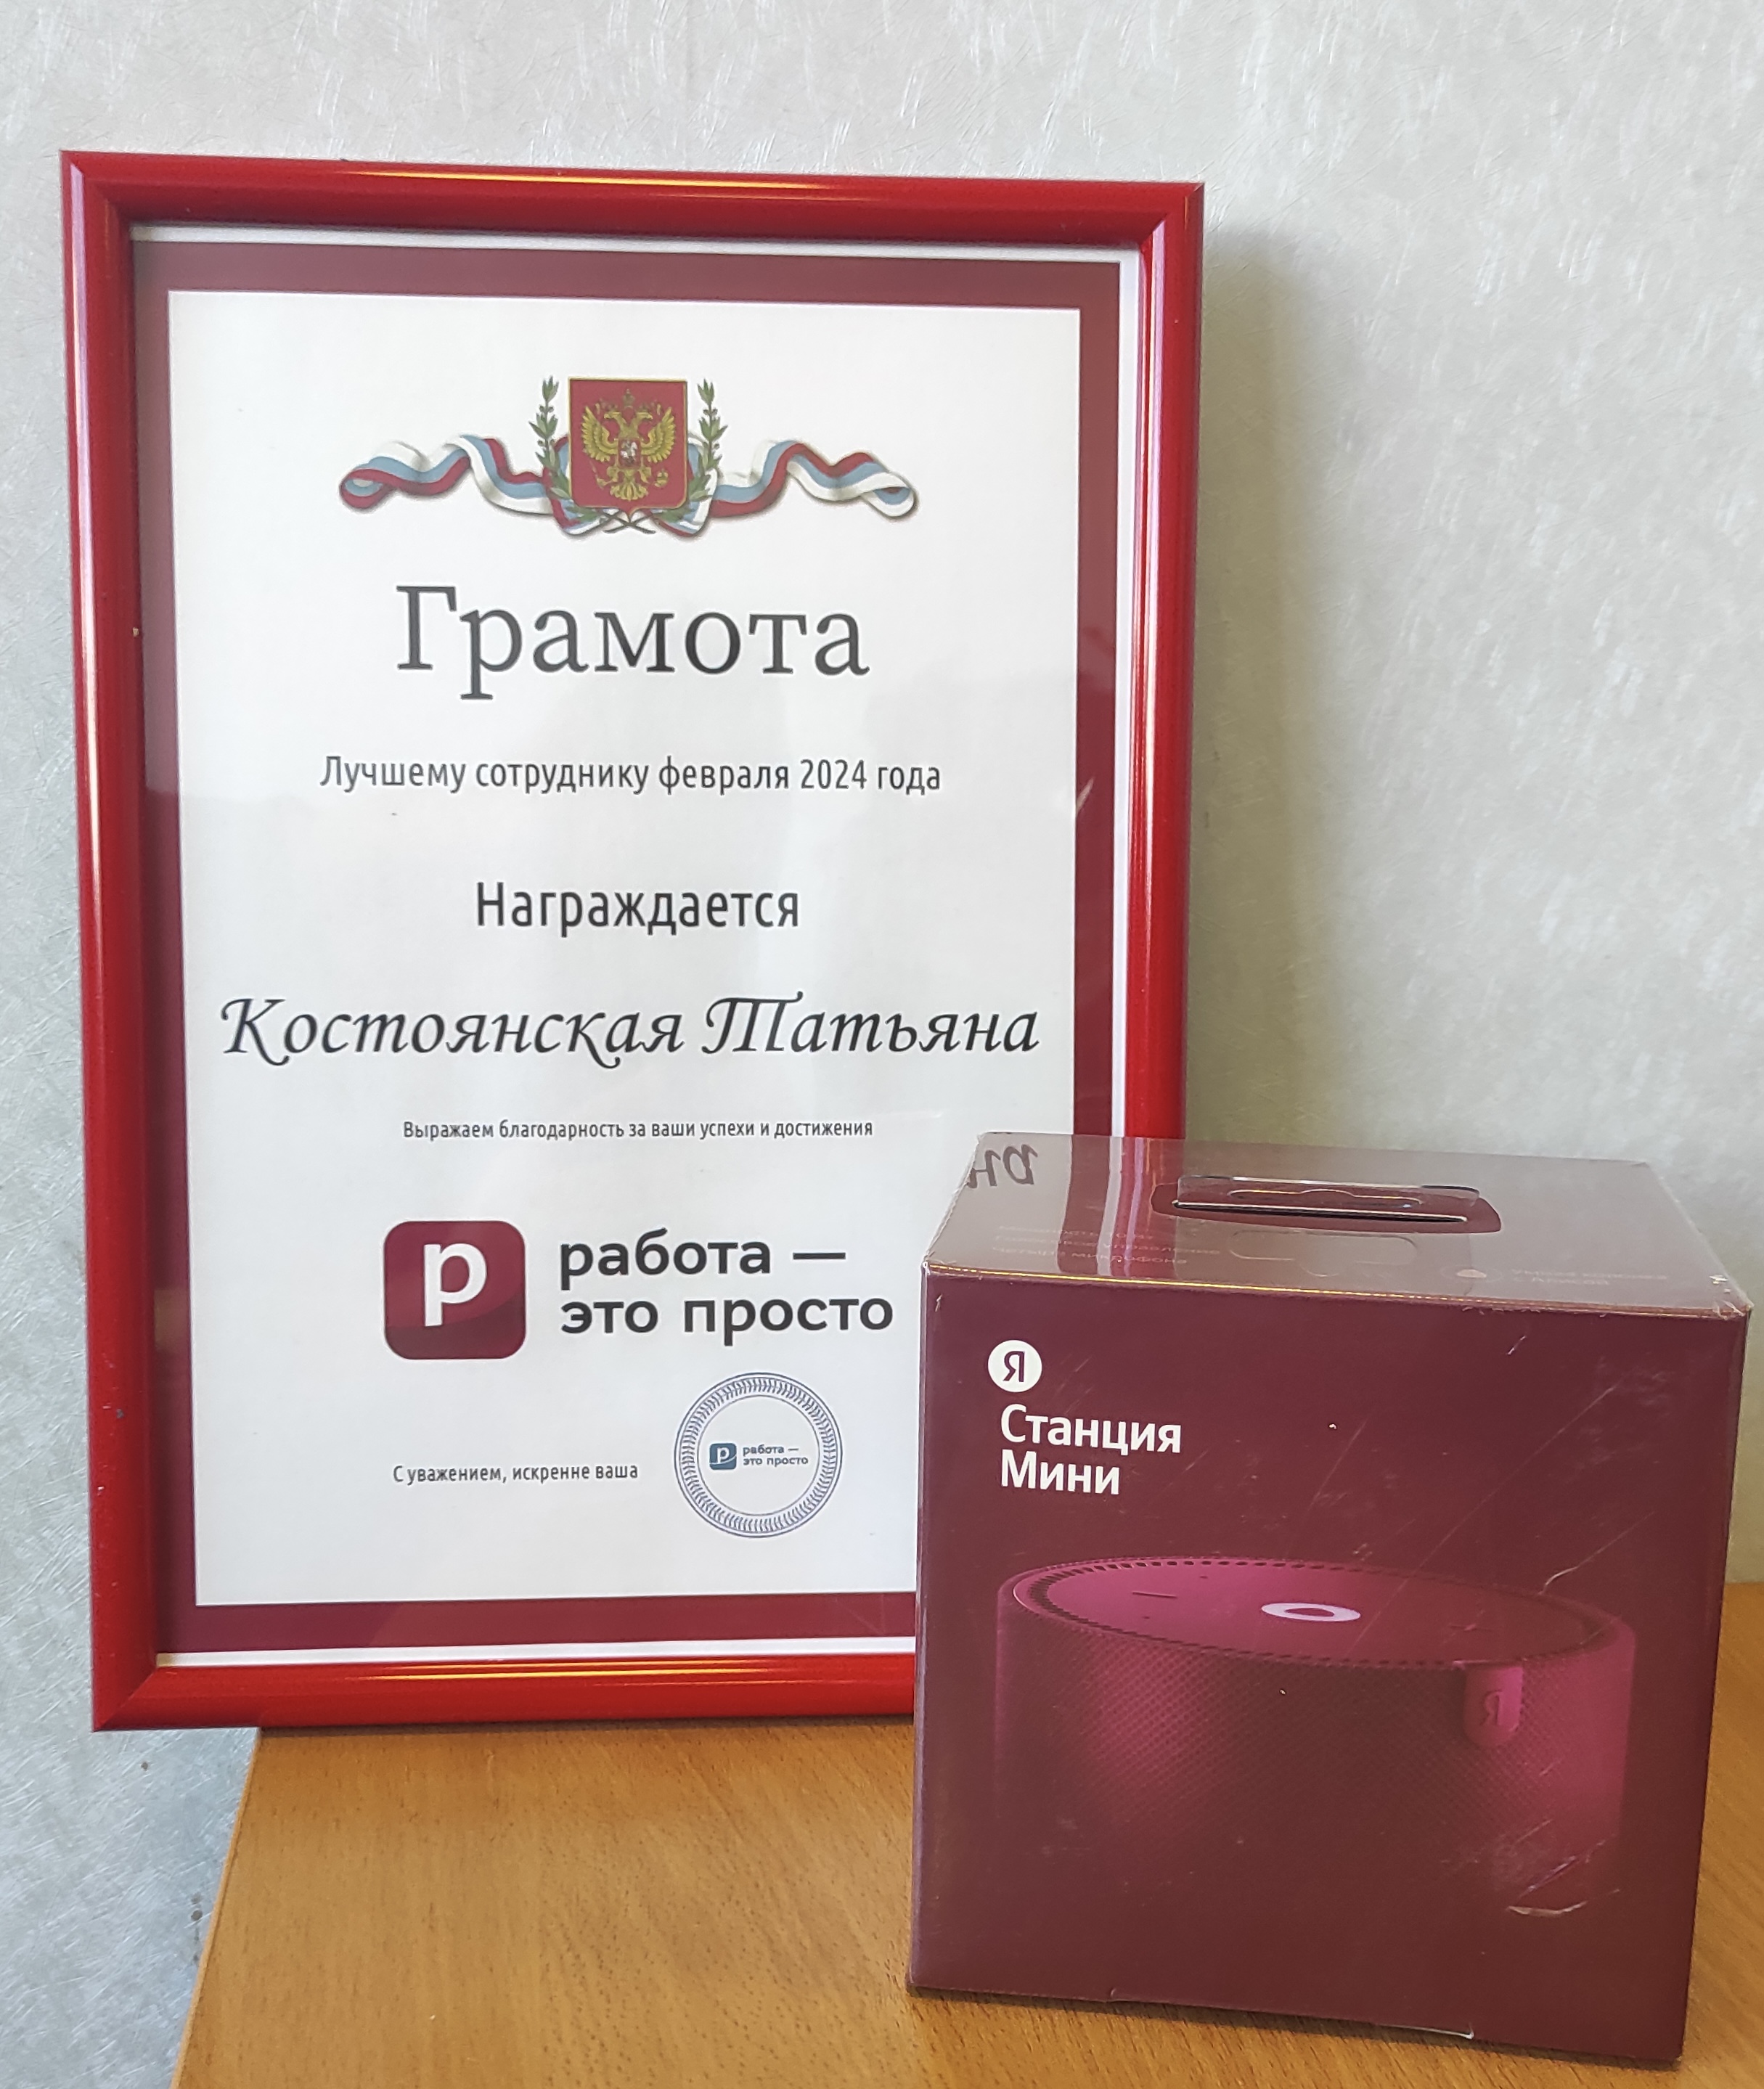 Грамота
Лучшему сотруднику февраля 2024 года
Награждается
Костоянская Татьяна
Выражаем благодарность за ваши успехи и достижения
р
работа —
это просто
С уважением, искренне ваша
р
работа —
это просто
Я
Станция
Мини
Я